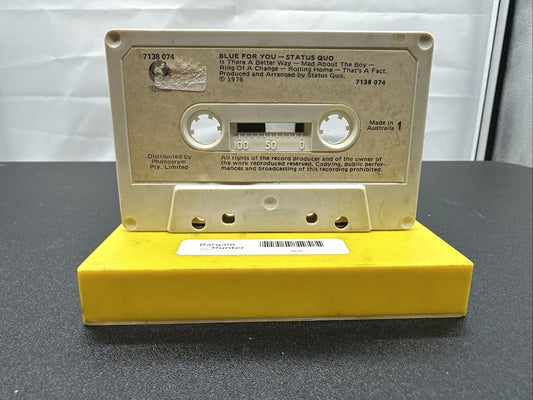 7138 074
BLUE FOR YOU — STATUS QUO
Is There A Better Way — Mad About The Boy —
Ring Of A Change — Rolling Home — That's A Fact.
Produced and Arranged by Status Quo.
℗ 1976
7138 074
Made in
Australia 1
100 50 0
Distributed by
Phonogram
Pty. Limited
All rights of the record producer and of the owner of
the work reproduced reserved. Copying, public perfor-
mances and broadcasting of this recording prohibited.
Bargain
Hunter